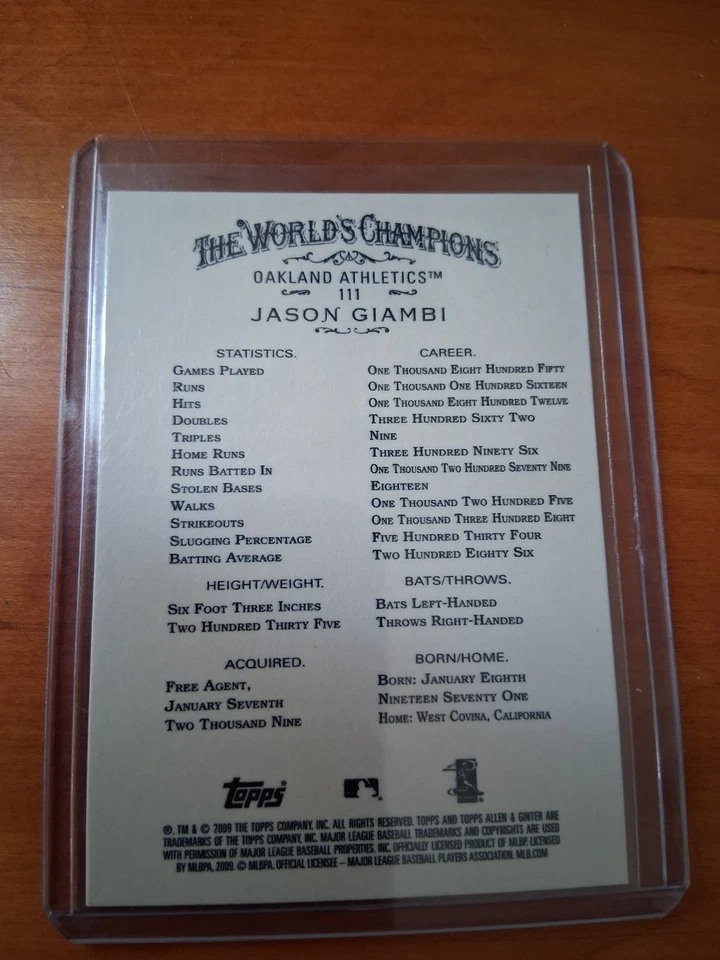 THE WORLD'S CHAMPIONS
OAKLAND ATHLETICS™
111
JASON GIAMBI
STATISTICS. CAREER.
GAMES PLAYED ONE THOUSAND EIGHT HUNDRED FIFTY
RUNS ONE THOUSAND ONE HUNDRED SIXTEEN
HITS ONE THOUSAND EIGHT HUNDRED TWELVE
DOUBLES THREE HUNDRED SIXTY TWO
TRIPLES NINE
HOME RUNS THREE HUNDRED NINETY SIX
RUNS BATTED IN ONE THOUSAND TWO HUNDRED SEVENTY NINE
STOLEN BASES EIGHTEEN
WALKS ONE THOUSAND TWO HUNDRED FIVE
STRIKEOUTS ONE THOUSAND THREE HUNDRED EIGHT
SLUGGING PERCENTAGE FIVE HUNDRED THIRTY FOUR
BATTING AVERAGE TWO HUNDRED EIGHTY SIX
HEIGHT/WEIGHT.
SIX FOOT THREE INCHES
TWO HUNDRED THIRTY FIVE
BATS/THROWS.
BATS LEFT-HANDED
THROWS RIGHT-HANDED
ACQUIRED.
FREE AGENT,
JANUARY SEVENTH
TWO THOUSAND NINE
BORN/HOME.
BORN: JANUARY EIGHTH
NINETEEN SEVENTY ONE
HOME: WEST COVINA, CALIFORNIA
topps®
®, TM & © 2009 THE TOPPS COMPANY, INC. ALL RIGHTS RESERVED. TOPPS AND TOPPS ALLEN & GINTER ARE
TRADEMARKS OF THE TOPPS COMPANY, INC. MAJOR LEAGUE BASEBALL TRADEMARKS AND COPYRIGHTS ARE USED
WITH PERMISSION OF MAJOR LEAGUE BASEBALL PROPERTIES, INC. OFFICIALLY LICENSED PRODUCT OF MLBP. LICENSED
BY MLBPA, 2009. © MLBPA. OFFICIAL LICENSEE – MAJOR LEAGUE BASEBALL PLAYERS ASSOCIATION. MLB.COM